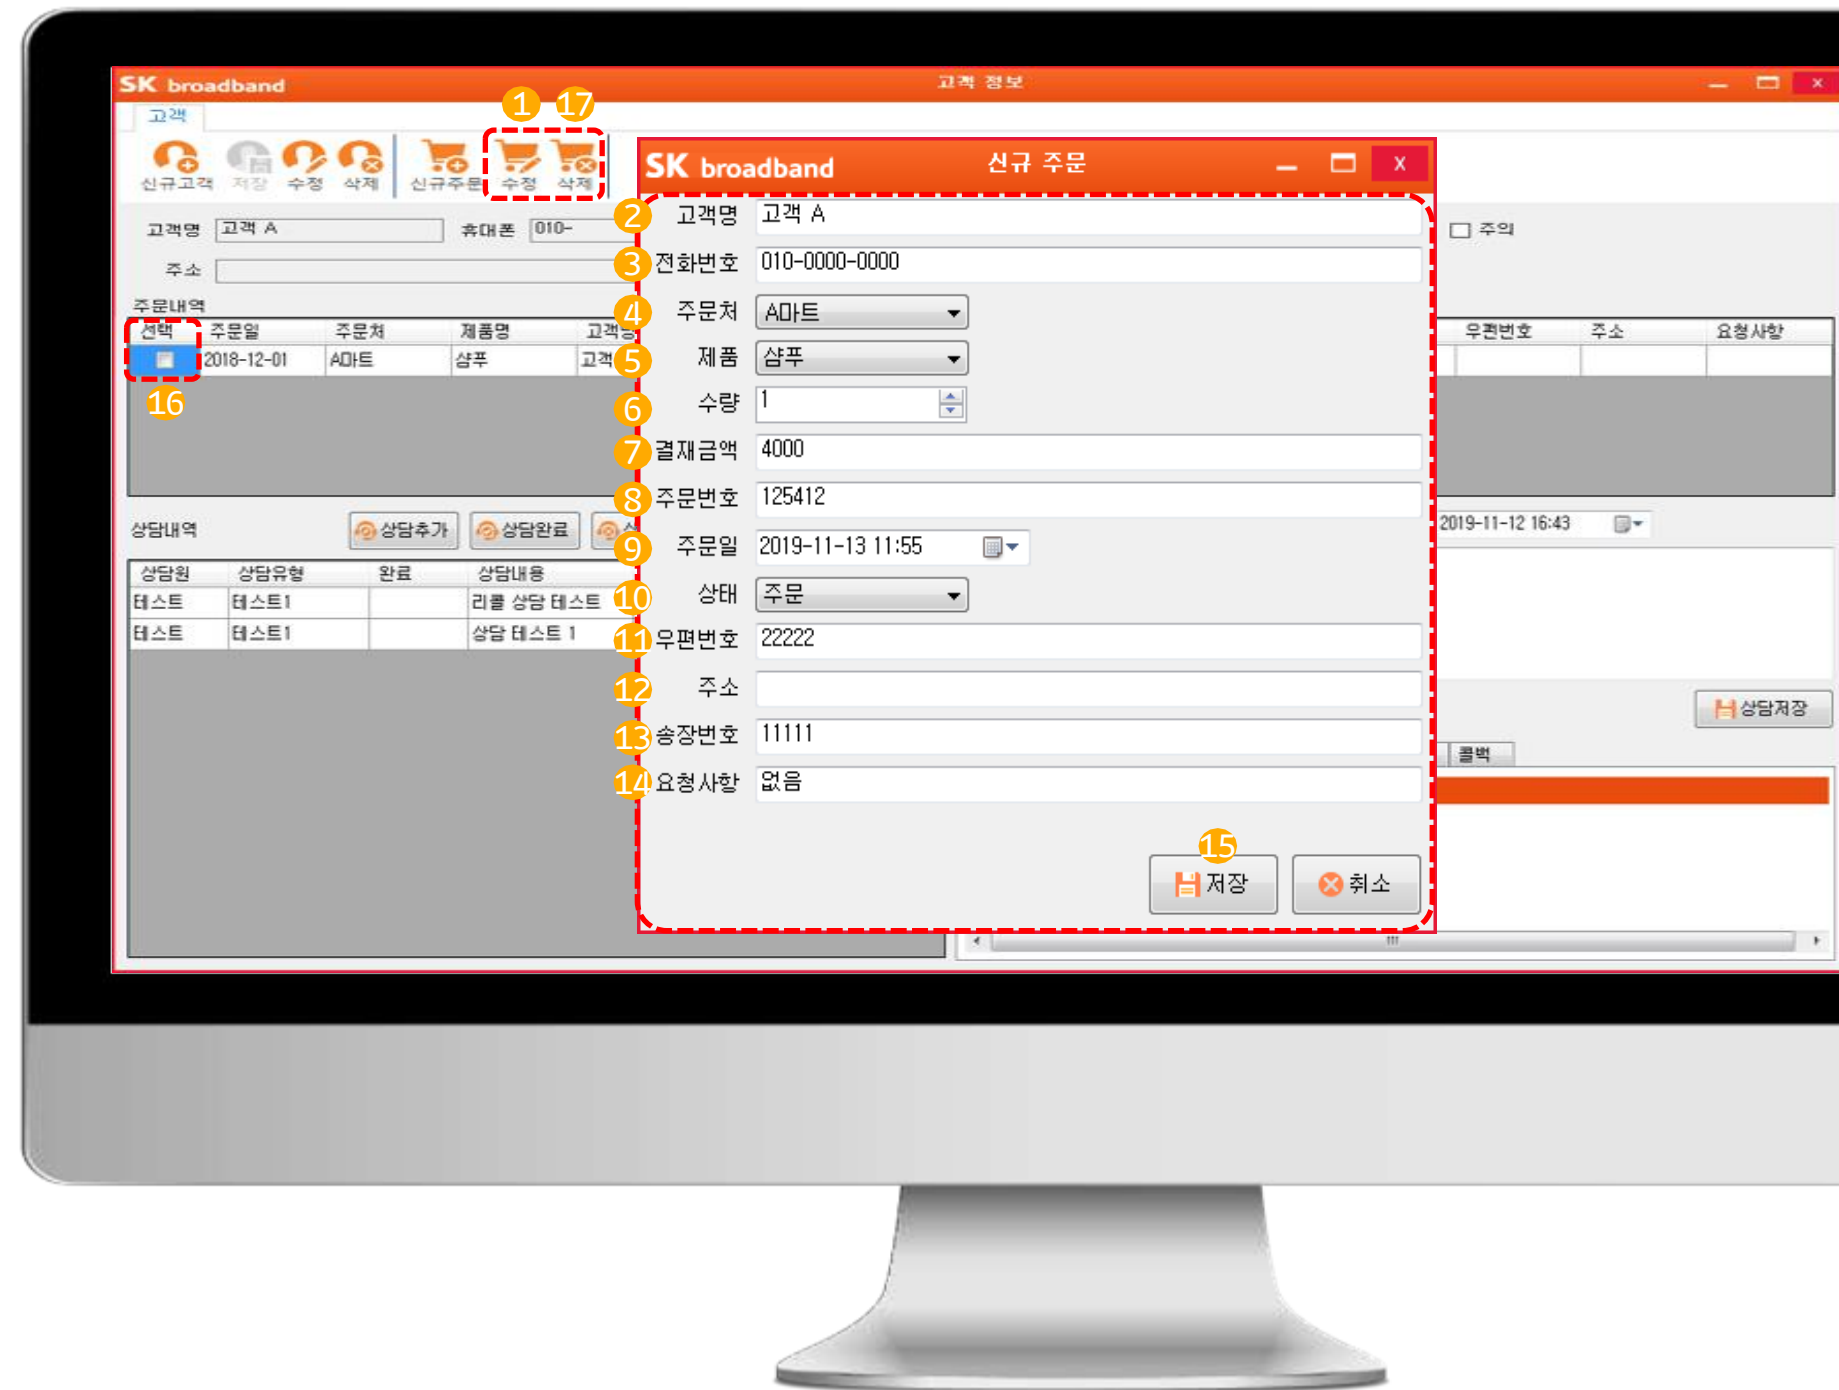 SK broadband 고객 정보
고객
1 17
신규고객 저장 수정 삭제 신규주문 수정 삭제
고객명 고객 A 휴대폰 010- 주의
주소
주문내역
선택 주문일 주문처 제품명 고객명 우편번호 주소 요청사항
2018-12-01 A마트 샴푸 고객
16
상담내역 상담추가 상담완료 2019-11-12 16:43
상담원 상담유형 완료 상담내용
테스트 테스트1 리콜 상담 테스트
테스트 테스트1 상담 테스트 1
상담저장
콜백
SK broadband 신규 주문
2 고객명 고객 A
3 전화번호 010-0000-0000
4 주문처 A마트
5 제품 샴푸
6 수량 1
7 결재금액 4000
8 주문번호 125412
9 주문일 2019-11-13 11:55
10 상태 주문
11 우편번호 22222
12 주소
13 송장번호 11111
14 요청사항 없음
15
저장 취소